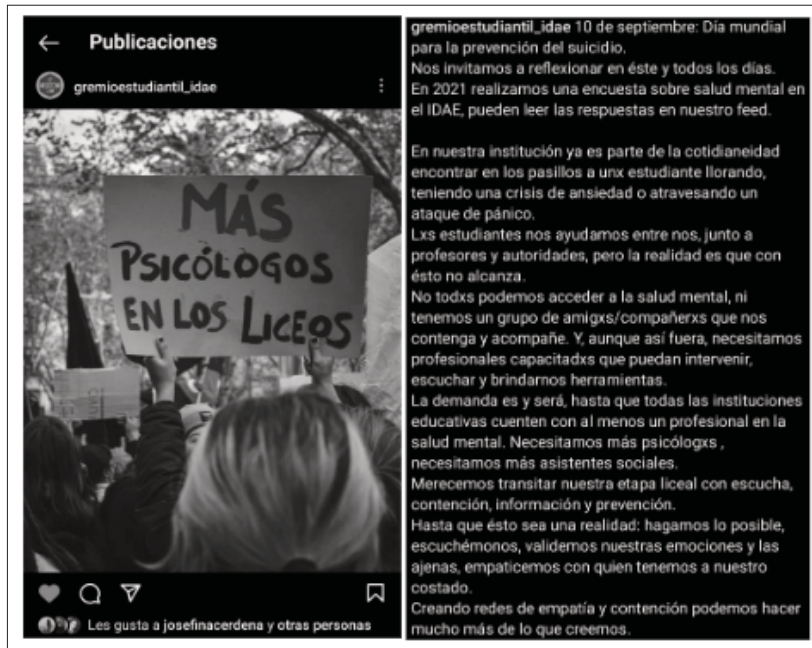 Publicaciones
gremioestudiantil_idae
MÁS
PSICÓLOGOS
EN LOS LICEOS
Les gusta a josefinacerdena y otras personas
gremioestudiantil_idae 10 de septiembre: Día mundial
para la prevención del suicidio.
Nos invitamos a reflexionar en éste y todos los días.
En 2021 realizamos una encuesta sobre salud mental en
el IDAE, pueden leer las respuestas en nuestro feed.
En nuestra institución ya es parte de la cotidianeidad
encontrar en los pasillos a unx estudiante llorando,
teniendo una crisis de ansiedad o atravesando un
ataque de pánico.
Lxs estudiantes nos ayudamos entre nos, junto a
profesores y autoridades, pero la realidad es que con
ésto no alcanza.
No todxs podemos acceder a la salud mental, ni
tenemos un grupo de amigxs/compañerxs que nos
contenga y acompañe. Y, aunque así fuera, necesitamos
profesionales capacitadxs que puedan intervenir,
escuchar y brindarnos herramientas.
La demanda es y será, hasta que todas las instituciones
educativas cuenten con al menos un profesional en la
salud mental. Necesitamos más psicólogxs ,
necesitamos más asistentes sociales.
Merecemos transitar nuestra etapa liceal con escucha,
contención, información y prevención.
Hasta que ésto sea una realidad: hagamos lo posible,
escuchémonos, validemos nuestras emociones y las
ajenas, empaticemos con quien tenemos a nuestro
costado.
Creando redes de empatía y contención podemos hacer
mucho más de lo que creemos.